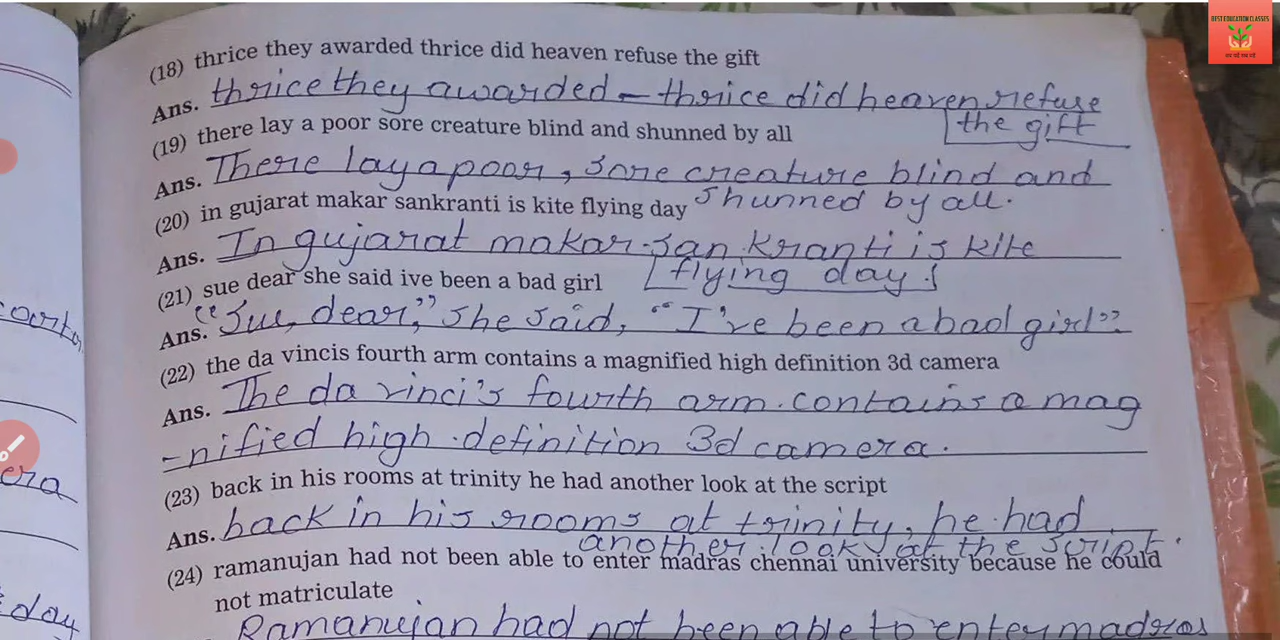 BEST EDUCATION CLASSES
(18) thrice they awarded thrice did heaven refuse the gift
Ans. thrice they awarded – thrice did heaven refuse
the gift
(19) there lay a poor sore creature blind and shunned by all
Ans. There lay a poor, sore creature blind and
shunned by all.
(20) in gujarat makar sankranti is kite flying day
Ans. In gujarat makar-san kranti is kite
flying day.
(21) sue dear she said ive been a bad girl
Ans. "Sue, dear," she said, "I've been a bad girl"
(22) the da vincis fourth arm contains a magnified high definition 3d camera
Ans. The da vinci's fourth arm. contains a mag
-nified high-definition 3d camera.
(23) back in his rooms at trinity he had another look at the script
Ans. back in his rooms at trinity, he had
another look at the script.
(24) ramanujan had not been able to enter madras chennai university because he could
not matriculate
Ramanujan had not been able to enter madras
era
day